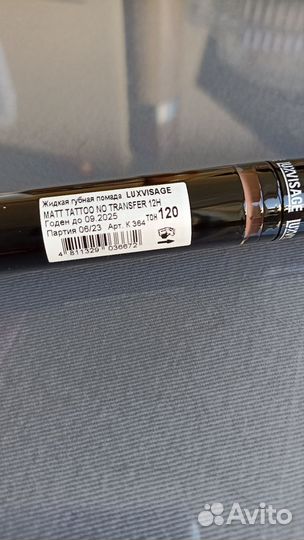 Жидкая губная помада LUXVISAGE
MATT TATTOO NO TRANSFER 12H
Годен до 09.2025
Партия 06/23 Арт. К 364 тон 120
4 811329 036672
LUXVISAGE
Avito